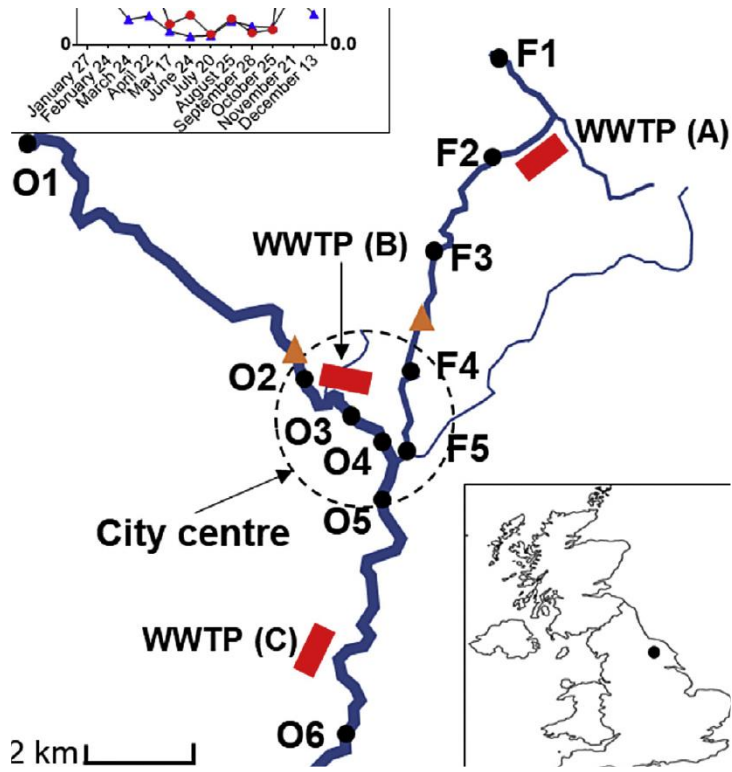 0
0.0
January 27
February 24
March 24
April 22
May 17
June 24
July 20
August 25
September 28
October 25
November 21
December 13
F1
WWTP (A)
F2
O1
WWTP (B)
F3
O2
F4
O3
O4
F5
O5
City centre
WWTP (C)
O6
2 km